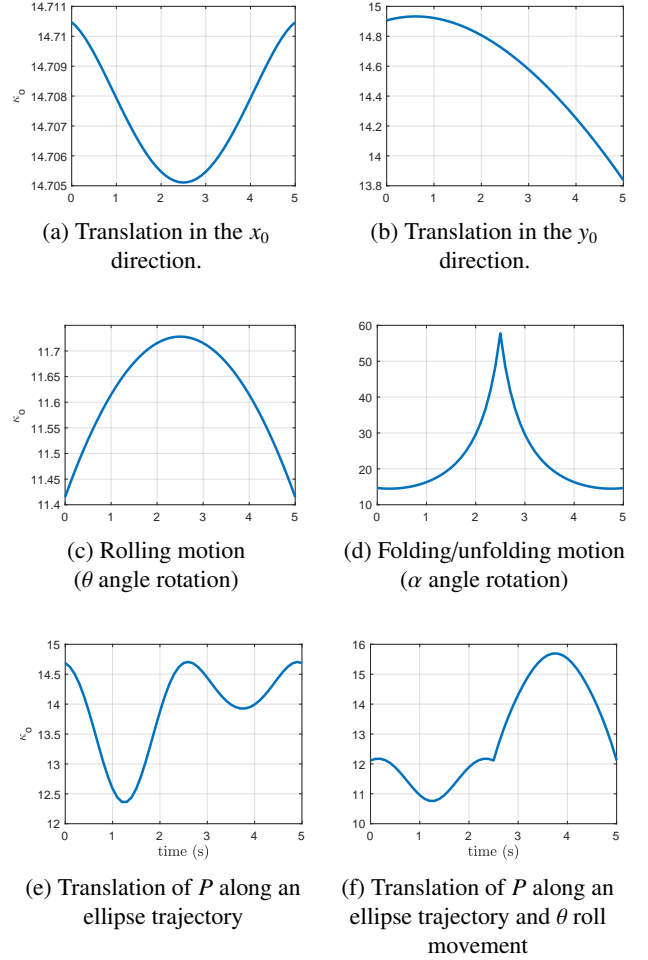 14.711
14.71
14.709
14.708
14.707
14.706
14.705
κo
0 1 2 3 4 5
15
14.8
14.6
14.4
14.2
14
13.8
0 1 2 3 4 5
(a) Translation in the x0
direction.
(b) Translation in the y0
direction.
11.7
11.65
11.6
11.55
11.5
11.45
11.4
κo
0 1 2 3 4 5
60
50
40
30
20
10
0 1 2 3 4 5
(c) Rolling motion
(θ angle rotation)
(d) Folding/unfolding motion
(α angle rotation)
15
14.5
14
13.5
13
12.5
12
κo
0 1 2 3 4 5
time (s)
16
15
14
13
12
11
10
0 1 2 3 4 5
time (s)
(e) Translation of P along an
ellipse trajectory
(f) Translation of P along an
ellipse trajectory and θ roll
movement